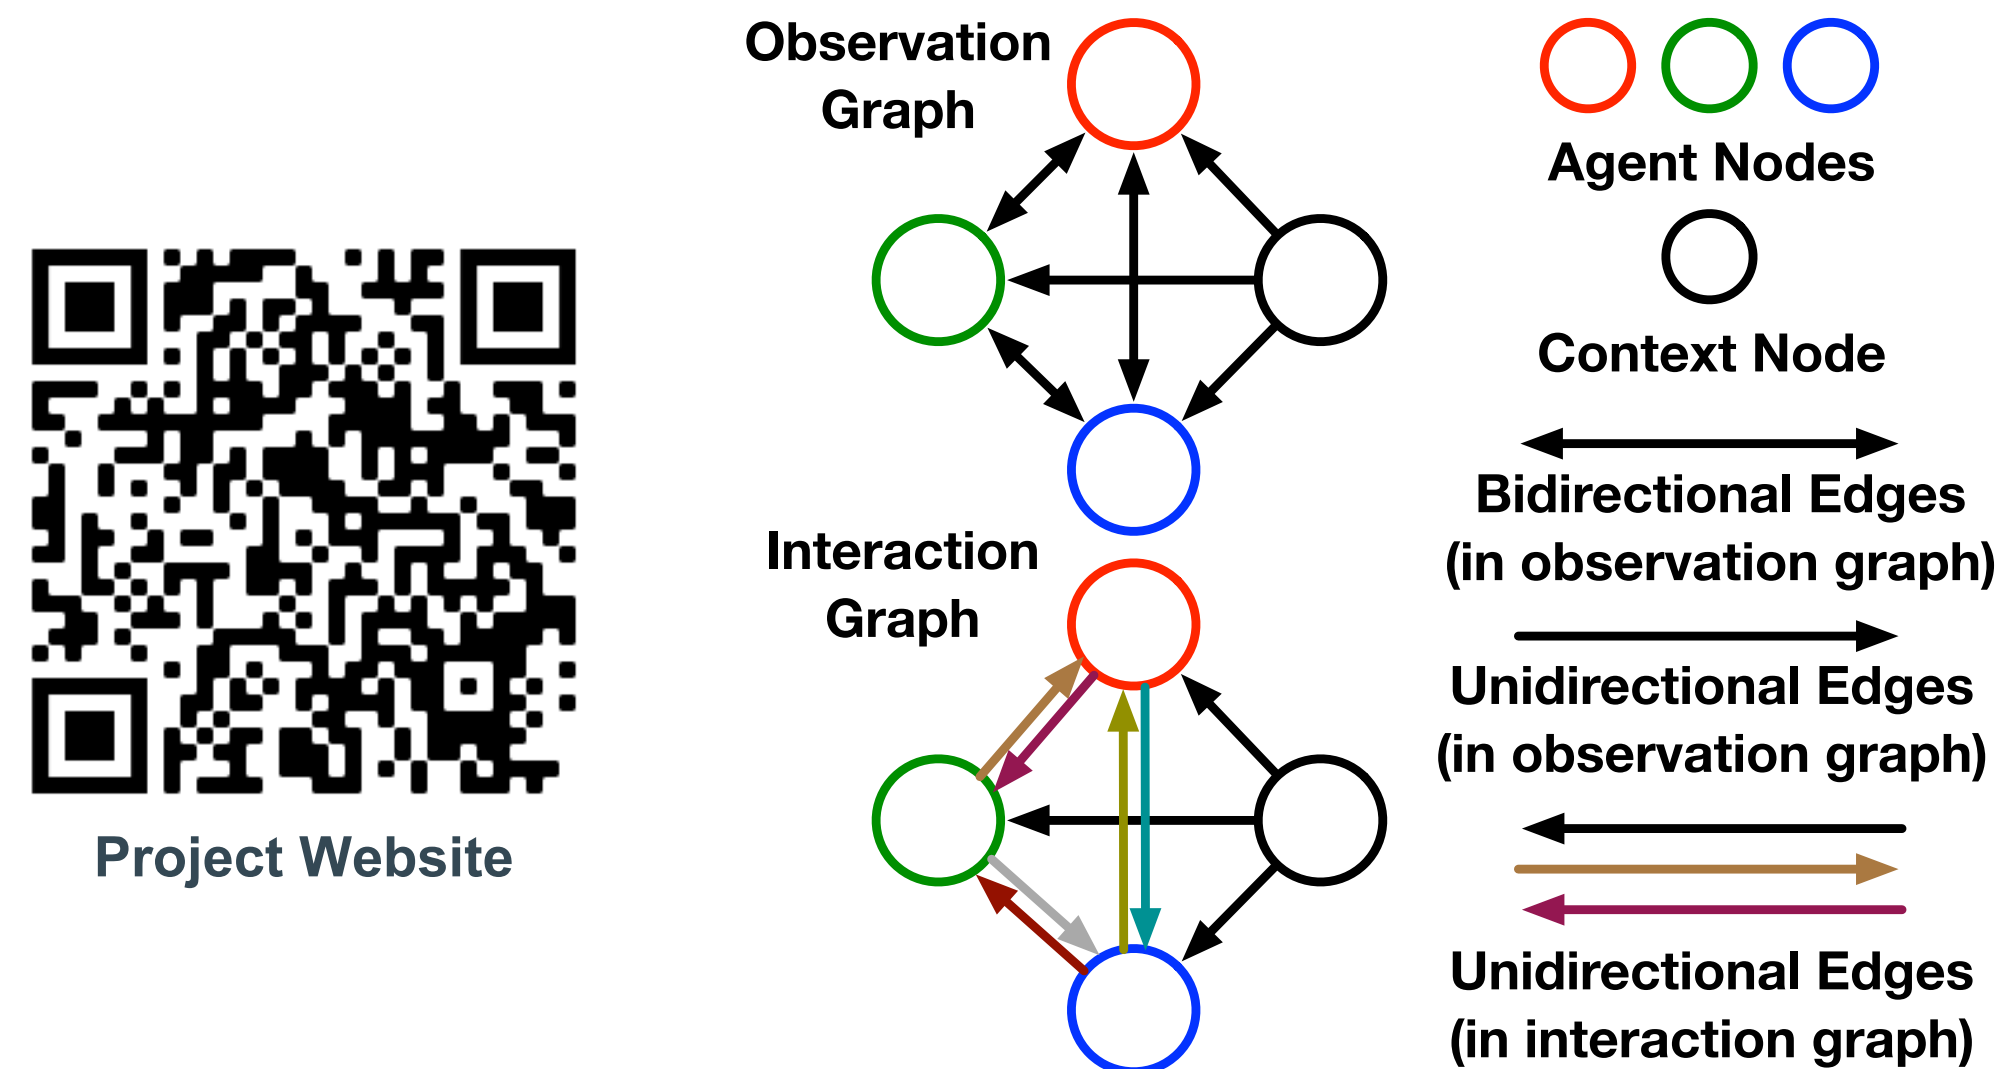 Project Website
Observation
Graph
Interaction
Graph
Agent Nodes
Context Node
Bidirectional Edges
(in observation graph)
Unidirectional Edges
(in observation graph)
Unidirectional Edges
(in interaction graph)